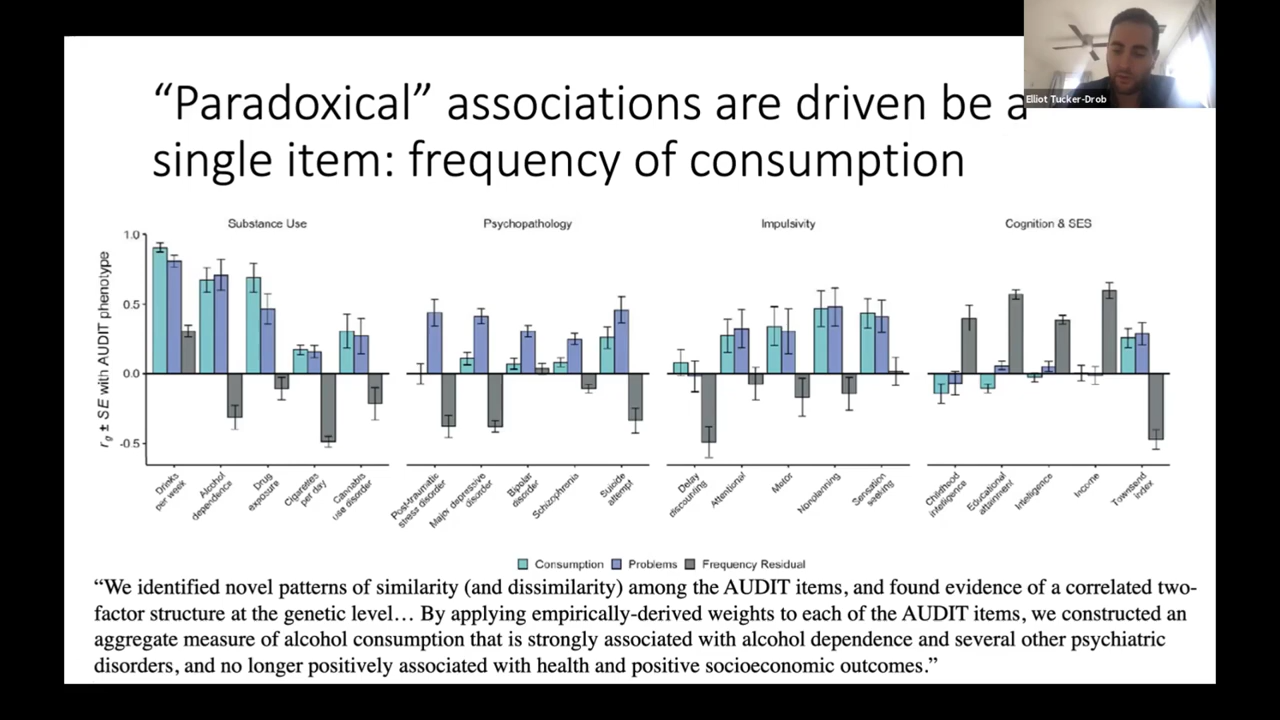 “Paradoxical” associations are driven be a
single item: frequency of consumption
Elliot Tucker-Drob
Substance Use
Psychopathology
Impulsivity
Cognition & SES
rg ± SE with AUDIT phenotype
1.0
0.5
0.0
-0.5
Drinks
per week
Alcohol
dependence
Drug
exposure
Cigarettes
per day
Cannabis
use disorder
Post-traumatic
stress disorder
Major depressive
disorder
Bipolar
disorder
Schizophrenia
Suicide
attempt
Delay
discounting
Attentional
Motor
Nonplanning
Sensation
seeking
Childhood
intelligence
Educational
attainment
Intelligence
Income
Townsend
index
Consumption
Problems
Frequency Residual
“We identified novel patterns of similarity (and dissimilarity) among the AUDIT items, and found evidence of a correlated two-
factor structure at the genetic level… By applying empirically-derived weights to each of the AUDIT items, we constructed an
aggregate measure of alcohol consumption that is strongly associated with alcohol dependence and several other psychiatric
disorders, and no longer positively associated with health and positive socioeconomic outcomes.”